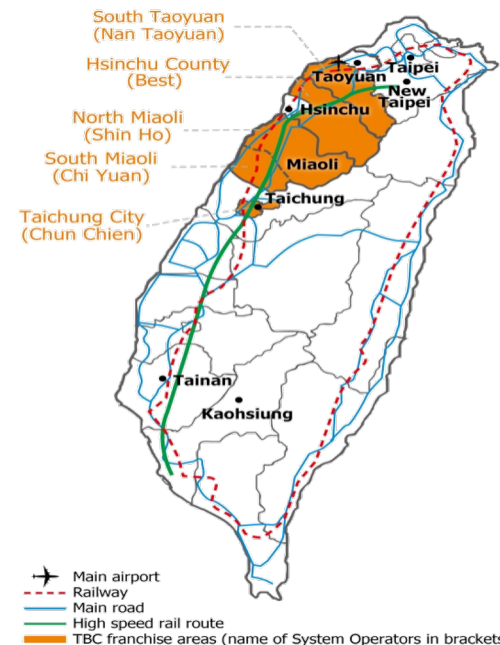 South Taoyuan
(Nan Taoyuan)
Hsinchu County
(Best)
North Miaoli
(Shin Ho)
South Miaoli
(Chi Yuan)
Taichung City
(Chun Chien)
Taoyuan
Taipei
New
Taipei
Hsinchu
Miaoli
Taichung
Tainan
Kaohsiung
Main airport
Railway
Main road
High speed rail route
TBC franchise areas (name of System Operators in brackets